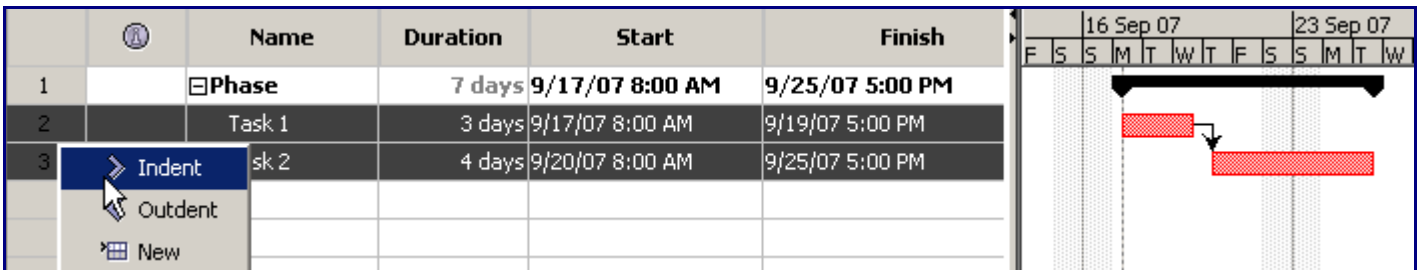 Name Duration Start Finish 16 Sep 07 23 Sep 07
F S S M T W T F S S M T W
1 Phase 7 days 9/17/07 8:00 AM 9/25/07 5:00 PM
2 Task 1 3 days 9/17/07 8:00 AM 9/19/07 5:00 PM
3 sk 2 4 days 9/20/07 8:00 AM 9/25/07 5:00 PM
Indent
Outdent
New